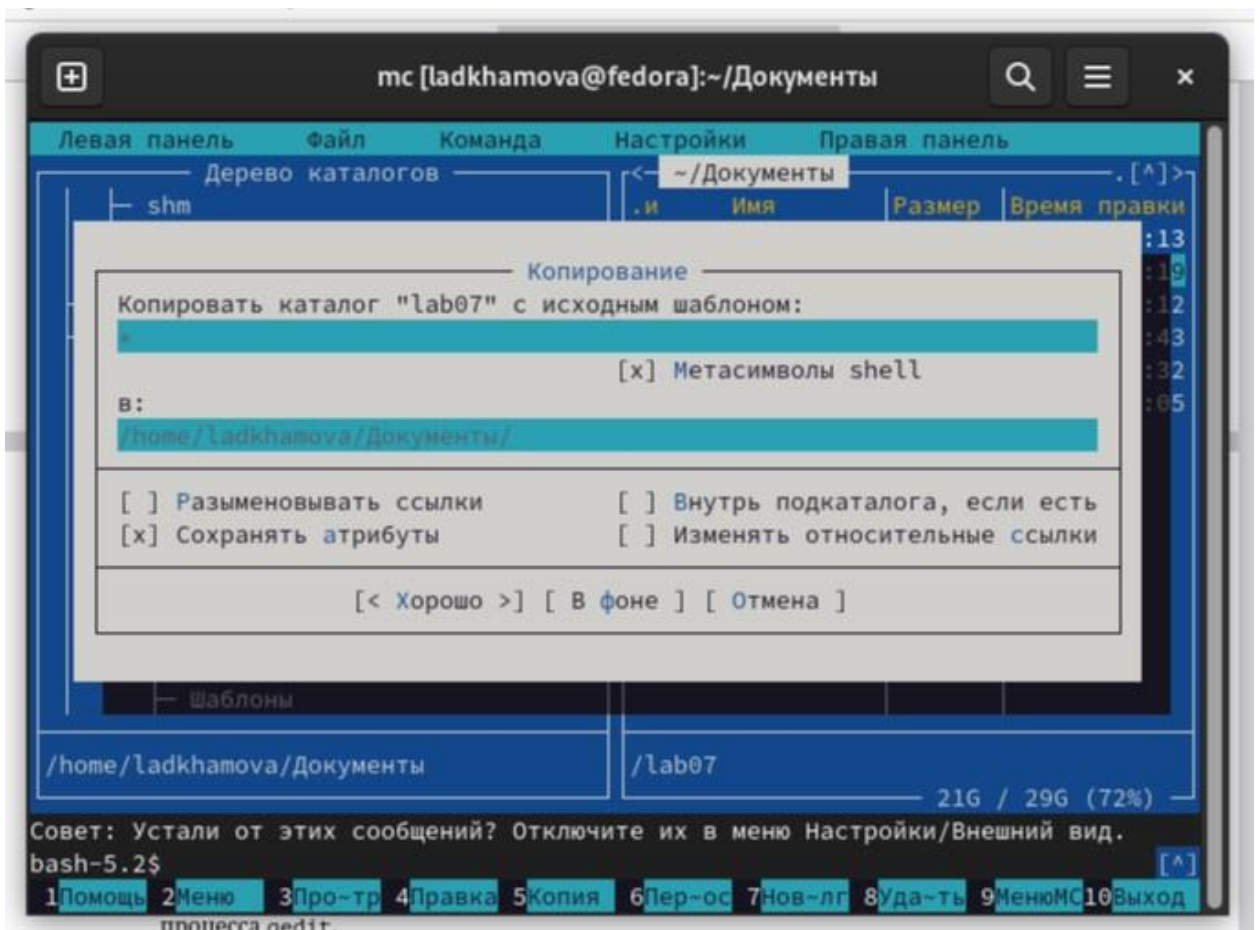 mc [ladkhamova@fedora]:~/Документы
Левая панель Файл Команда Настройки Правая панель
Дерево каталогов
<— ~/Документы .[^]>
shm
.и Имя Размер Время правки
:13
Копирование
:19
Копировать каталог "lab07" с исходным шаблоном:
:12
*
:43
[x] Метасимволы shell
:32
в:
:05
/home/ladkhamova/Документы/
[ ] Разыменовывать ссылки [ ] Внутрь подкаталога, если есть
[x] Сохранять атрибуты [ ] Изменять относительные ссылки
[< Хорошо >] [ В фоне ] [ Отмена ]
Шаблоны
/home/ladkhamova/Документы /lab07
21G / 29G (72%)
Совет: Устали от этих сообщений? Отключите их в меню Настройки/Внешний вид.
bash-5.2$ [^]
1Помощь 2Меню 3Про~тр 4Правка 5Копия 6Пер~ос 7Нов~лг 8Уда~ть 9МенюМС 10Выход
процесса gedit.